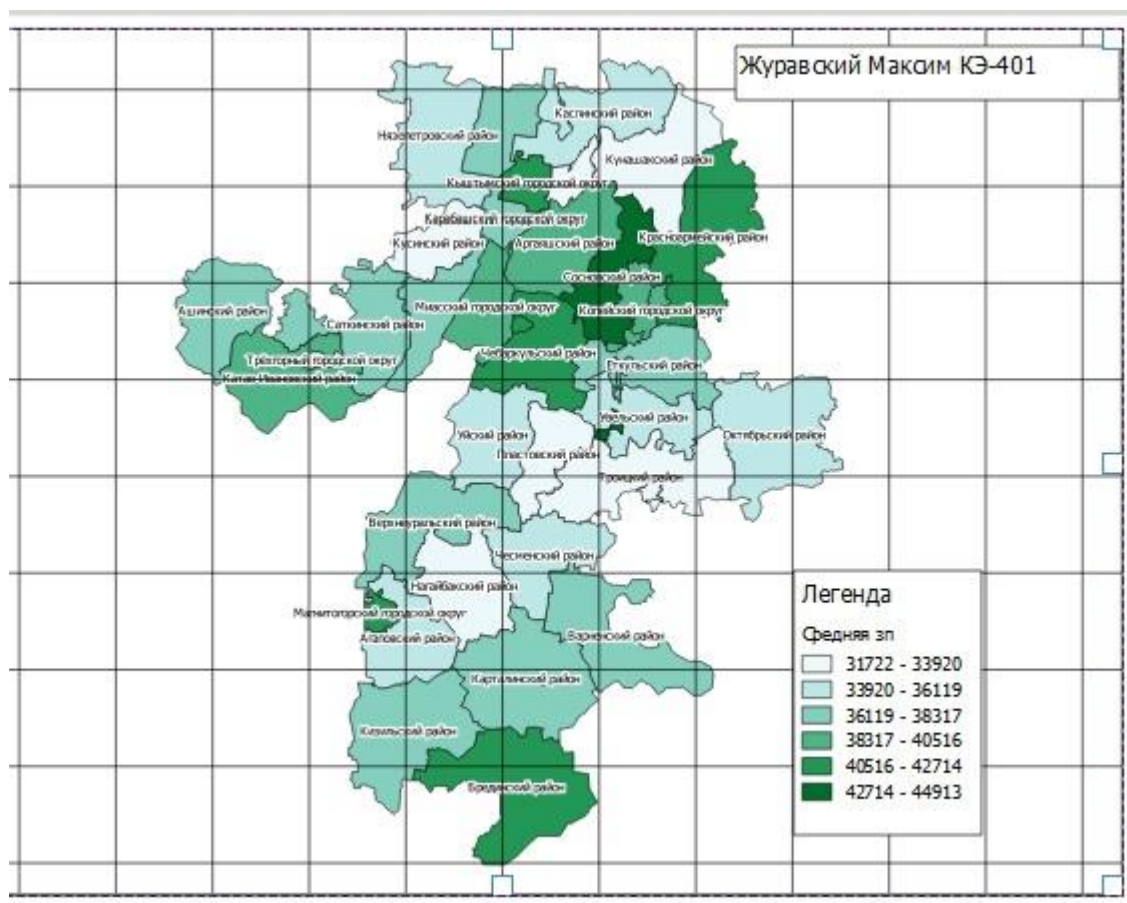 Журавский Максим КЭ-401
Каслинский район
Нязепетровский район
Кунашакский район
Кыштымский городской округ
Карабашский городской округ
Красноармейский район
Кусинский район
Аргаяшский район
Сосновский район
Ашинский район
Миасский городской округ
Копейский городской округ
Саткинский район
Чебаркульский район
Трёхгорный городской округ
Еткульский район
Катав-Ивановский район
Увельский район
Уйский район
Октябрьский район
Пластовский район
Троицкий район
Верхнеуральский район
Чесменский район
Нагайбакский район
Магнитогорский городской округ
Агаповский район
Варненский район
Карталинский район
Кизильский район
Брединский район
Легенда
Средняя зп
31722 - 33920
33920 - 36119
36119 - 38317
38317 - 40516
40516 - 42714
42714 - 44913